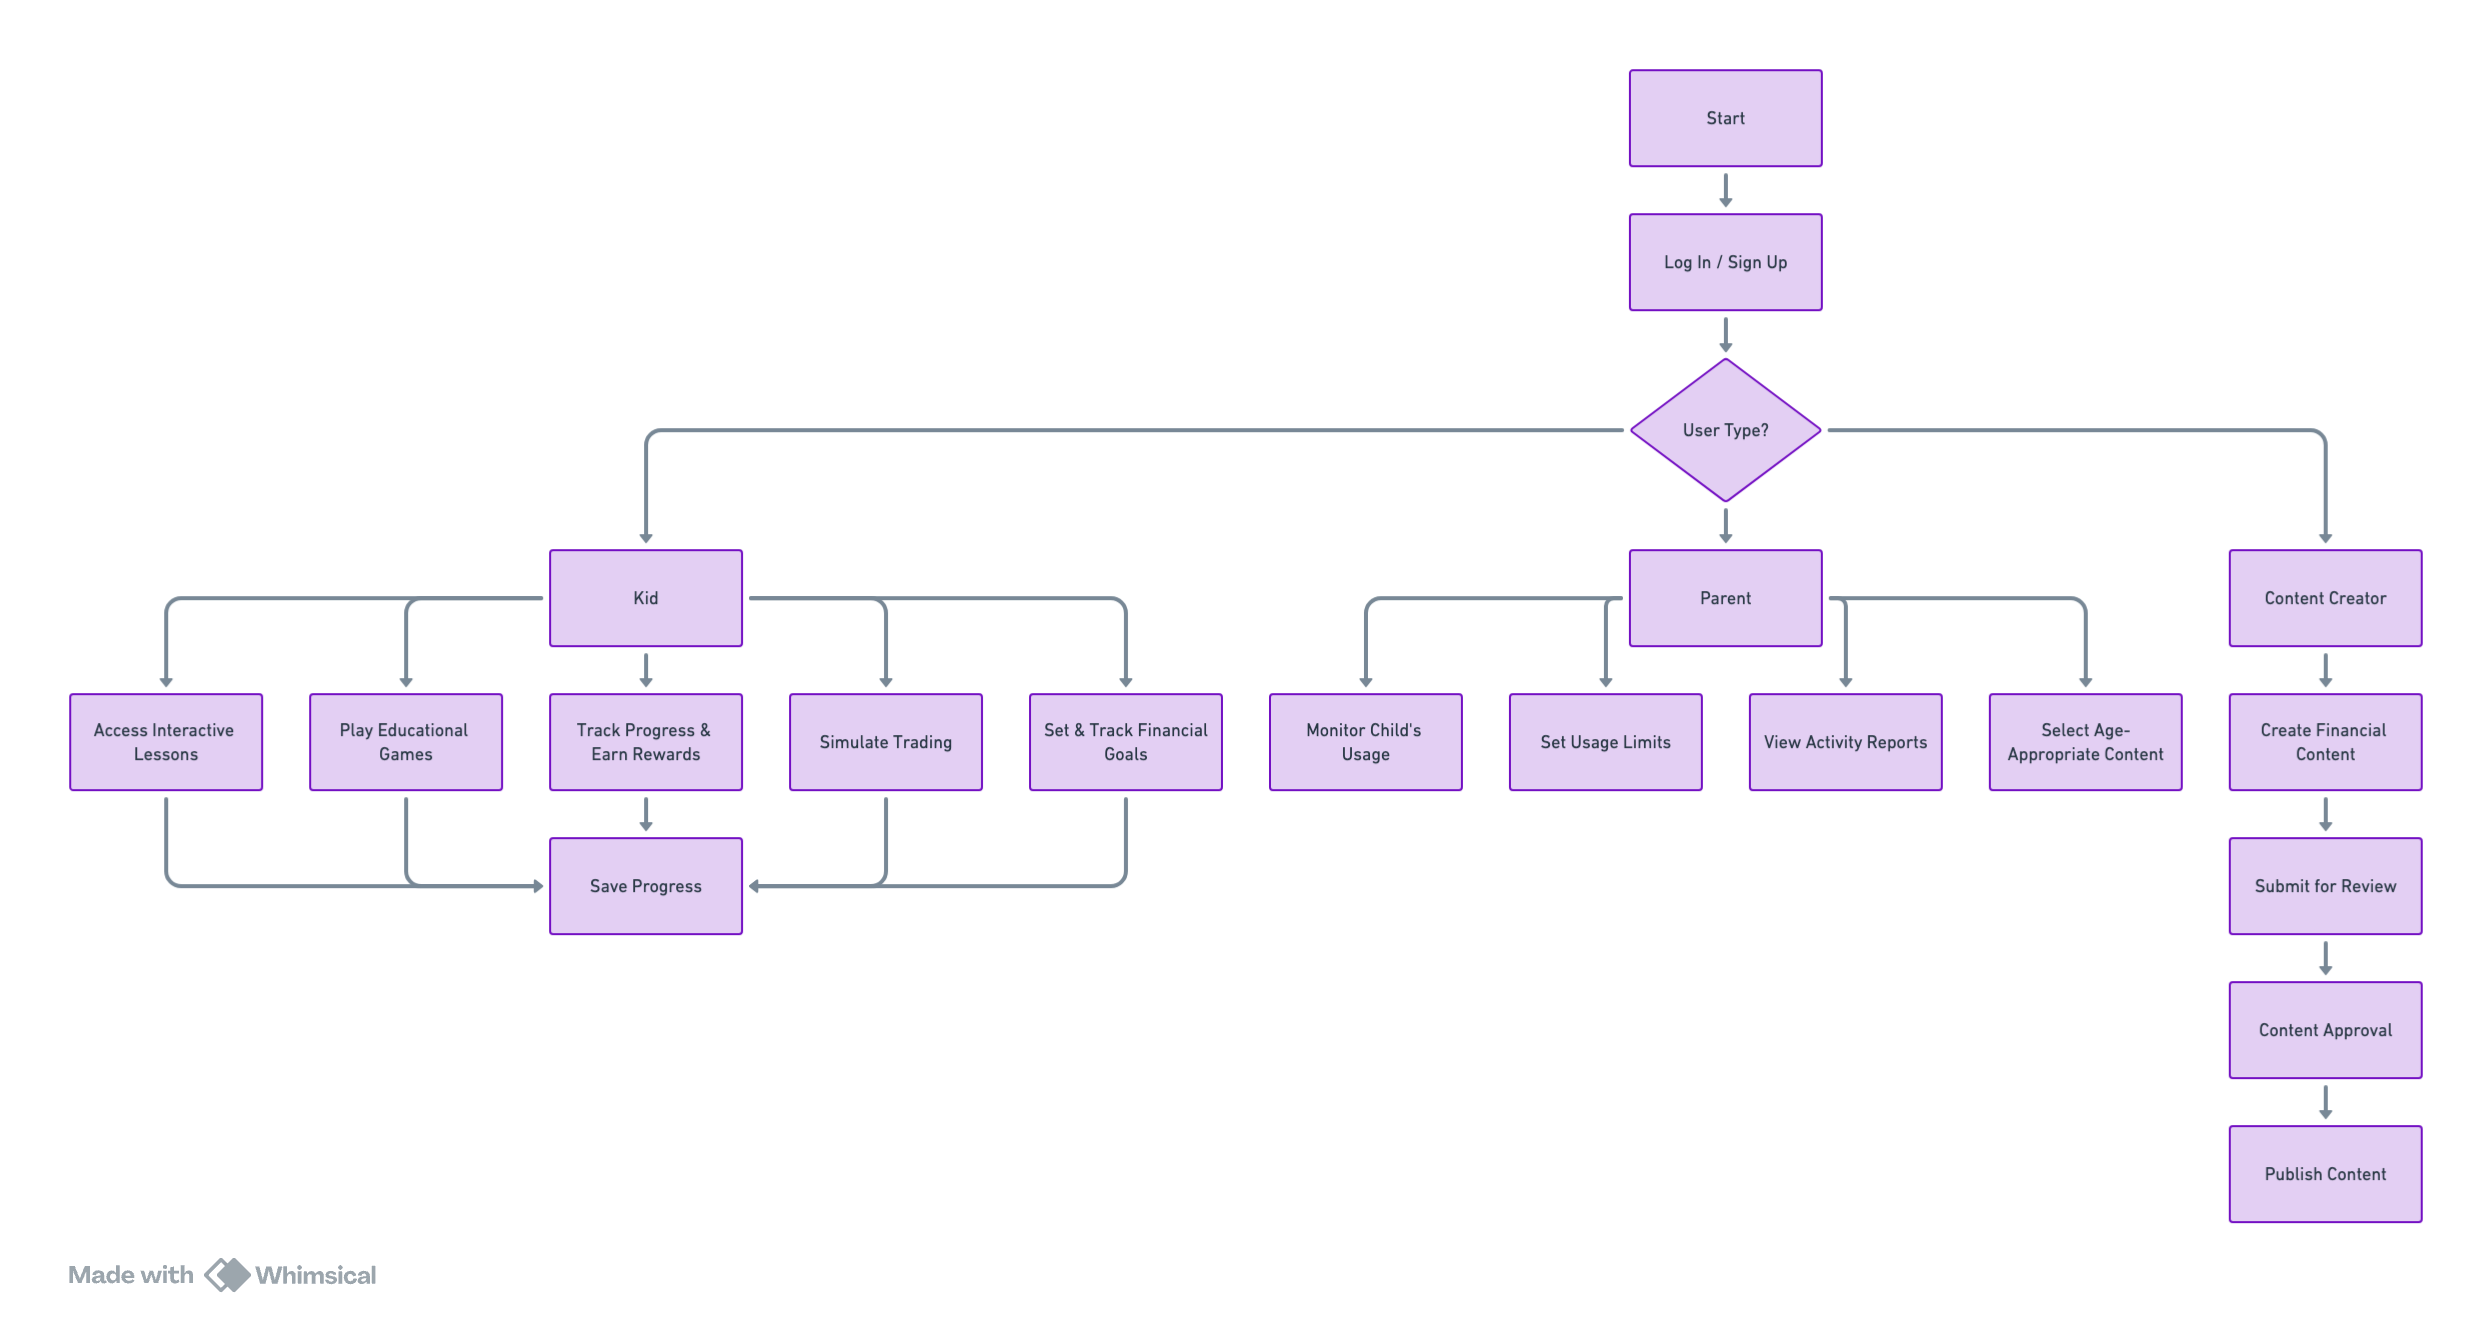 Start
Log In / Sign Up
User Type?
Kid
Parent
Content Creator
Access Interactive
Lessons
Play Educational
Games
Track Progress &
Earn Rewards
Simulate Trading
Set & Track Financial
Goals
Monitor Child's
Usage
Set Usage Limits
View Activity Reports
Select Age-
Appropriate Content
Create Financial
Content
Save Progress
Submit for Review
Content Approval
Publish Content
Made with Whimsical